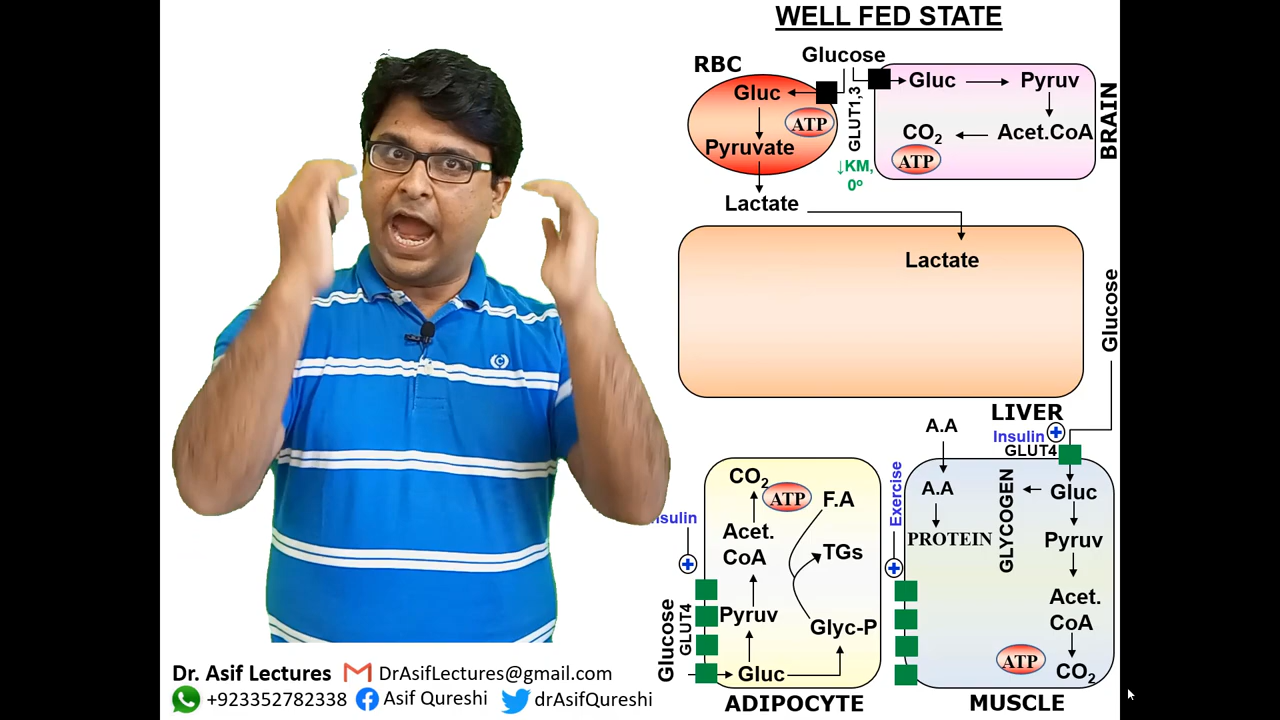 WELL FED STATE
Glucose
RBC
Gluc
ATP
Pyruvate
Lactate
GLUT1,3
↓KM,
0º
Gluc
Pyruv
Acet.CoA
CO₂
ATP
BRAIN
Lactate
LIVER
Glucose
Insulin
GLUT4
A.A
A.A
PROTEIN
Exercise
GLYCOGEN
Gluc
Pyruv
Acet.
CoA
CO₂
ATP
MUSCLE
nsulin
CO₂
ATP
F.A
Acet.
CoA
TGs
Pyruv
Glyc-P
Gluc
Glucose
GLUT4
ADIPOCYTE
Dr. Asif Lectures DrAsifLectures@gmail.com
+923352782338 Asif Qureshi drAsifQureshi